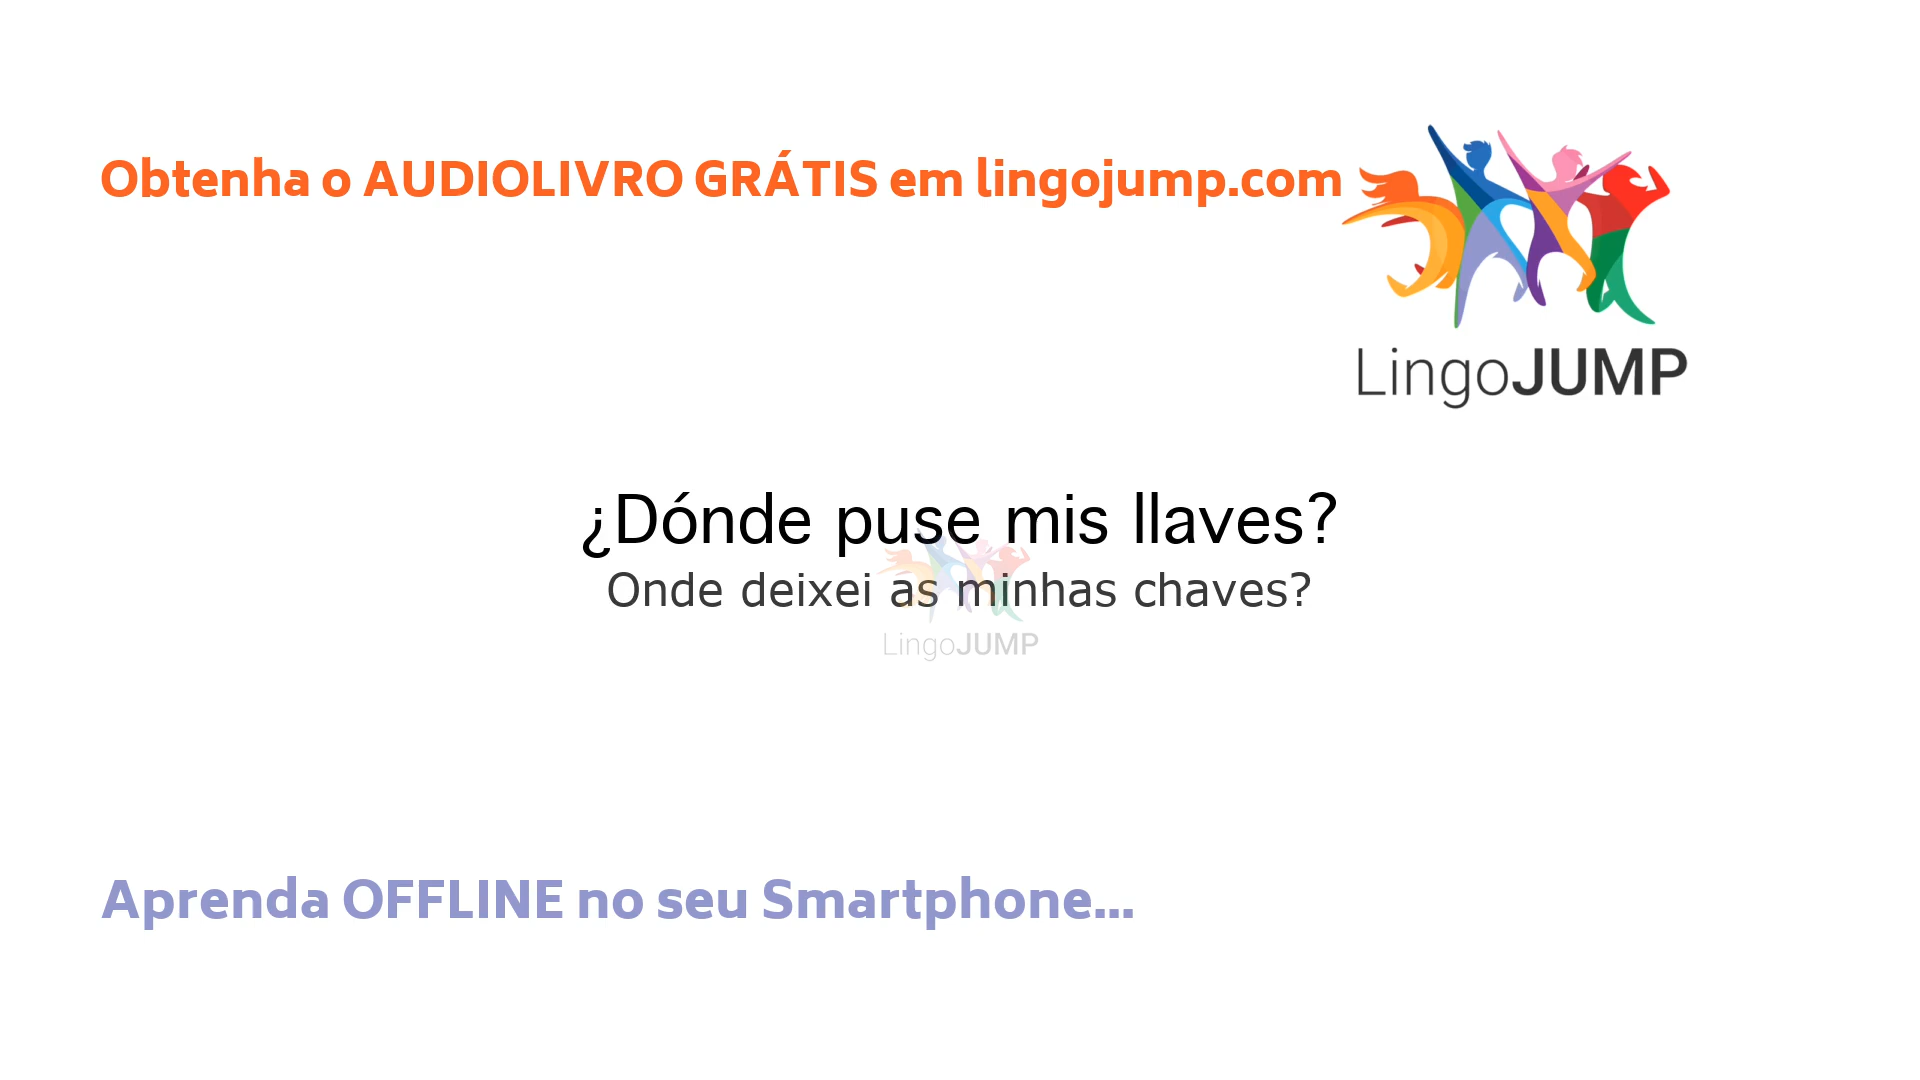 Obtenha o AUDIOLIVRO GRÁTIS em lingojump.com
LingoJUMP
¿Dónde puse mis llaves?
Onde deixei as minhas chaves?
LingoJUMP
Aprenda OFFLINE no seu Smartphone...